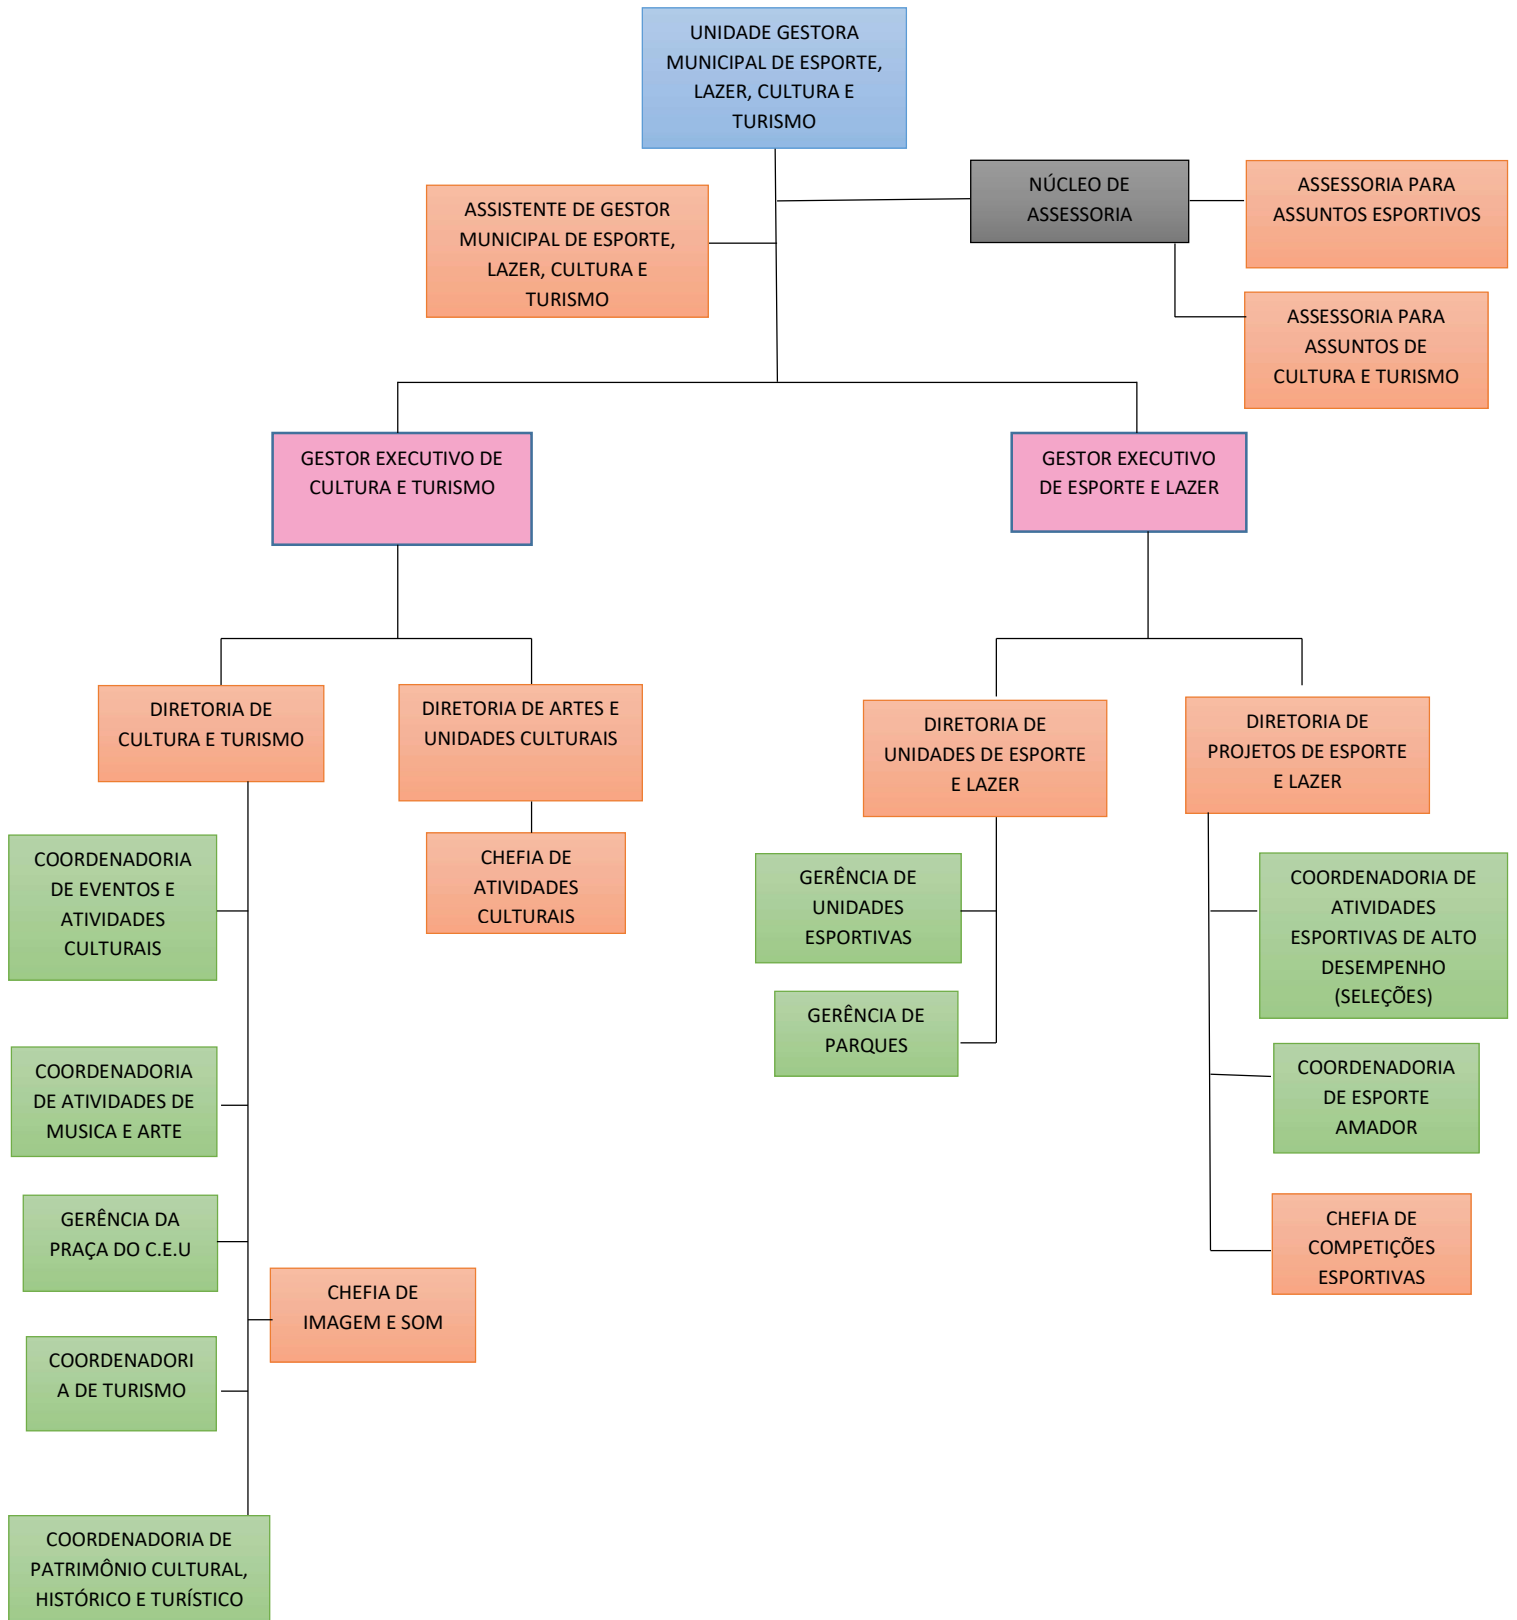 UNIDADE GESTORA
MUNICIPAL DE ESPORTE,
LAZER, CULTURA E
TURISMO
NÚCLEO DE
ASSESSORIA
ASSESSORIA PARA
ASSUNTOS ESPORTIVOS
ASSISTENTE DE GESTOR
MUNICIPAL DE ESPORTE,
LAZER, CULTURA E
TURISMO
ASSESSORIA PARA
ASSUNTOS DE
CULTURA E TURISMO
GESTOR EXECUTIVO DE
CULTURA E TURISMO
GESTOR EXECUTIVO
DE ESPORTE E LAZER
DIRETORIA DE
CULTURA E TURISMO
DIRETORIA DE ARTES E
UNIDADES CULTURAIS
DIRETORIA DE
UNIDADES DE ESPORTE
E LAZER
DIRETORIA DE
PROJETOS DE ESPORTE
E LAZER
COORDENADORIA
DE EVENTOS E
ATIVIDADES
CULTURAIS
CHEFIA DE
ATIVIDADES
CULTURAIS
GERÊNCIA DE
UNIDADES
ESPORTIVAS
COORDENADORIA DE
ATIVIDADES
ESPORTIVAS DE ALTO
DESEMPENHO
(SELEÇÕES)
GERÊNCIA DE
PARQUES
COORDENADORIA
DE ATIVIDADES DE
MUSICA E ARTE
COORDENADORIA
DE ESPORTE
AMADOR
GERÊNCIA DA
PRAÇA DO C.E.U
CHEFIA DE
COMPETIÇÕES
ESPORTIVAS
CHEFIA DE
IMAGEM E SOM
COORDENADORI
A DE TURISMO
COORDENADORIA DE
PATRIMÔNIO CULTURAL,
HISTÓRICO E TURÍSTICO